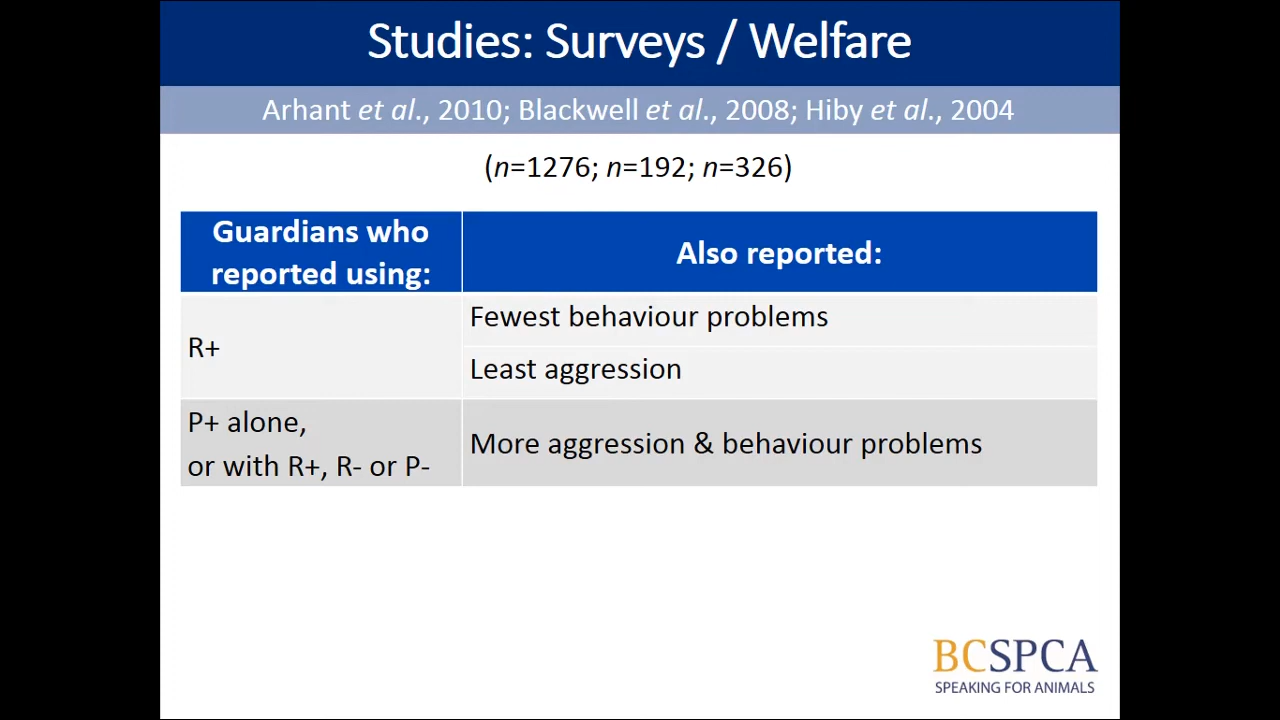 Studies: Surveys / Welfare
Arhant et al., 2010; Blackwell et al., 2008; Hiby et al., 2004
(n=1276; n=192; n=326)
Guardians who
reported using:
Also reported:
R+
Fewest behaviour problems
Least aggression
P+ alone,
or with R+, R- or P-
More aggression & behaviour problems
BCSPCA
SPEAKING FOR ANIMALS